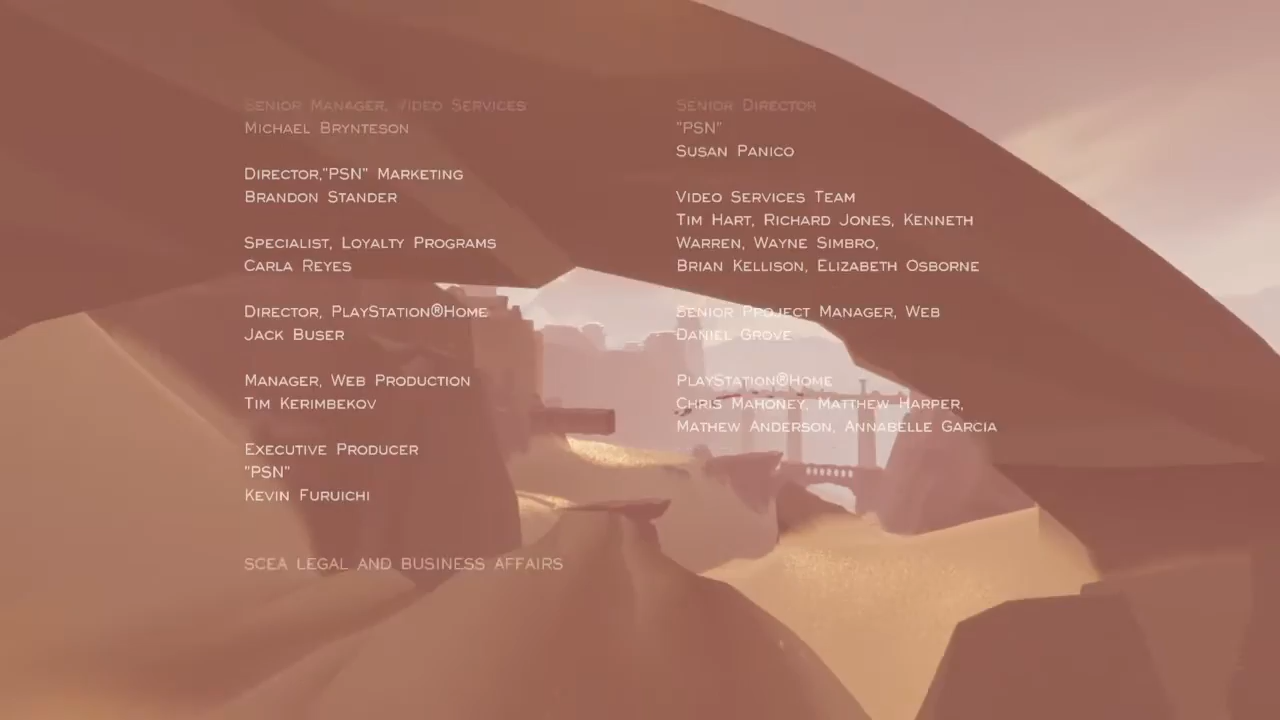 Senior Manager, Video Services
Michael Brynteson
Director,"PSN" Marketing
Brandon Stander
Specialist, Loyalty Programs
Carla Reyes
Director, PlayStation®Home
Jack Buser
Manager, Web Production
Tim Kerimbekov
Executive Producer
"PSN"
Kevin Furuichi
SCEA LEGAL AND BUSINESS AFFAIRS
Senior Director
"PSN"
Susan Panico
Video Services Team
Tim Hart, Richard Jones, Kenneth
Warren, Wayne Simbro,
Brian Kellison, Elizabeth Osborne
Senior Project Manager, Web
Daniel Grove
PlayStation®Home
Chris Mahoney, Matthew Harper,
Mathew Anderson, Annabelle Garcia